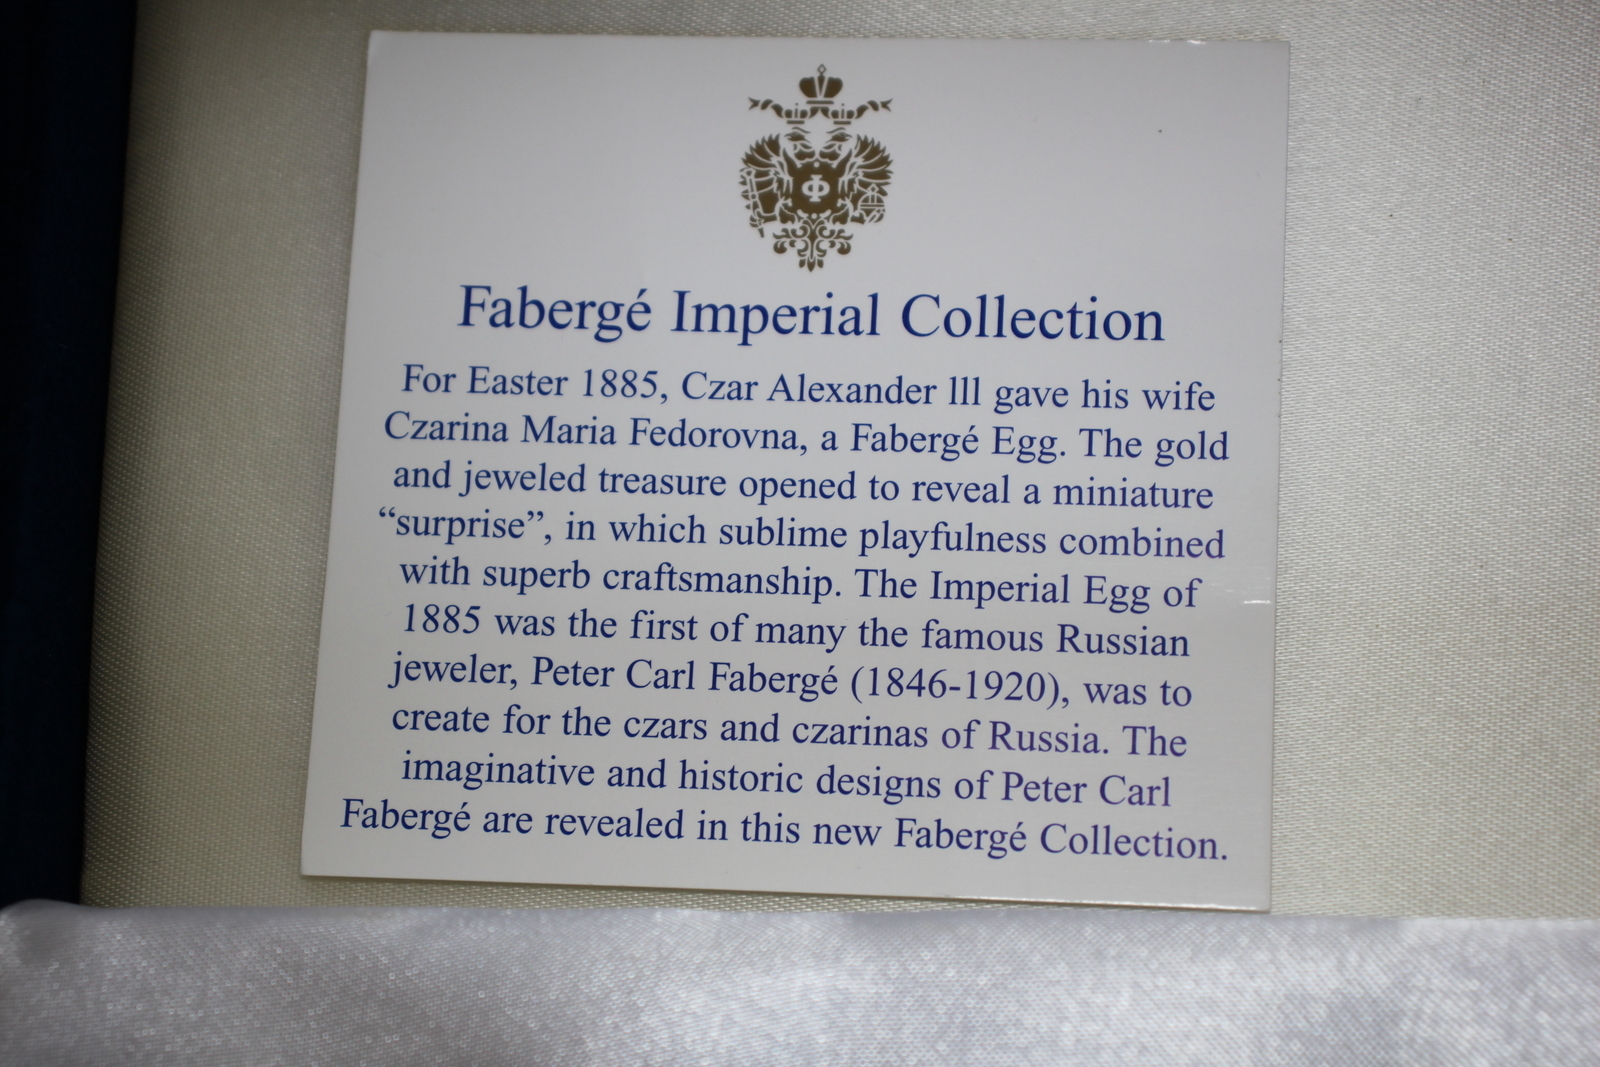 Ф
Fabergé Imperial Collection
For Easter 1885, Czar Alexander lll gave his wife
Czarina Maria Fedorovna, a Fabergé Egg. The gold
and jeweled treasure opened to reveal a miniature
“surprise”, in which sublime playfulness combined
with superb craftsmanship. The Imperial Egg of
1885 was the first of many the famous Russian
jeweler, Peter Carl Fabergé (1846-1920), was to
create for the czars and czarinas of Russia. The
imaginative and historic designs of Peter Carl
Fabergé are revealed in this new Fabergé Collection.